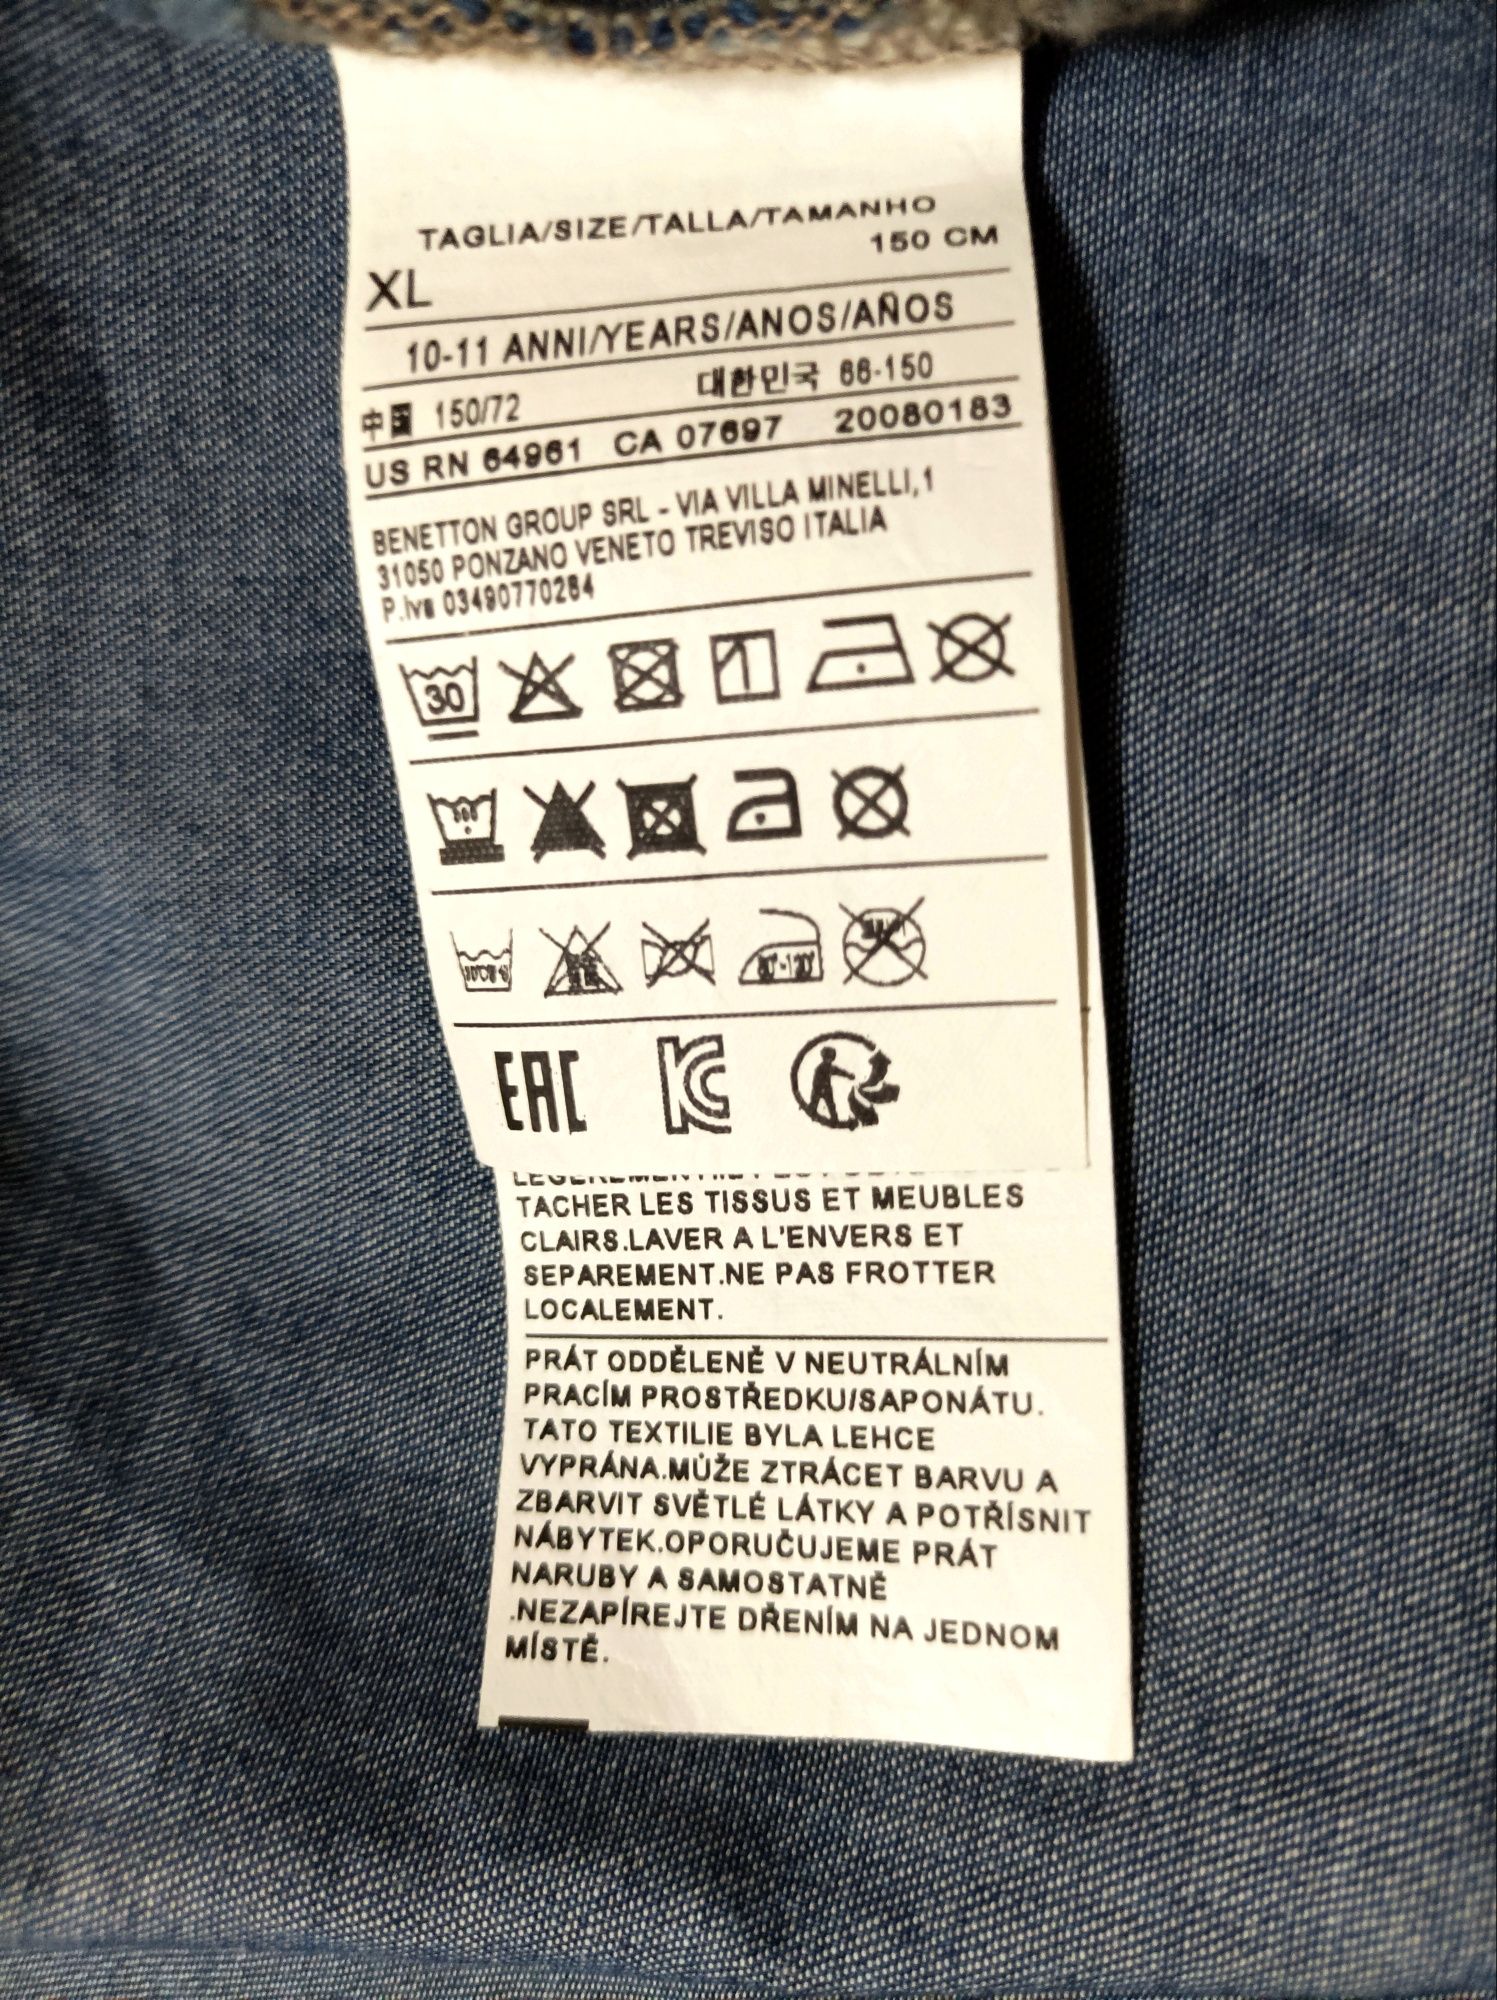 TAGLIA/SIZE/TALLA/TAMANHO
XL 150 CM
10-11 ANNI/YEARS/ANOS/AÑOS
中国 150/72 대한민국 66-150
US RN 64961 CA 07697 20080183
BENETTON GROUP SRL - VIA VILLA MINELLI,1
31050 PONZANO VENETO TREVISO ITALIA
P.Iva 03490770264
30
EAC KC
TACHER LES TISSUS ET MEUBLES
CLAIRS.LAVER A L'ENVERS ET
SEPAREMENT.NE PAS FROTTER
LOCALEMENT.
PRÁT ODDĚLENĚ V NEUTRÁLNÍM
PRACÍM PROSTŘEDKU/SAPONÁTU.
TATO TEXTILIE BYLA LEHCE
VYPRÁNA.MŮŽE ZTRÁCET BARVU A
ZBARVIT SVĚTLÉ LÁTKY A POTŘÍSNIT
NÁBYTEK.OPORUČUJEME PRÁT
NARUBY A SAMOSTATNĚ
.NEZAPÍREJTE DŘENÍM NA JEDNOM
MÍSTĚ.